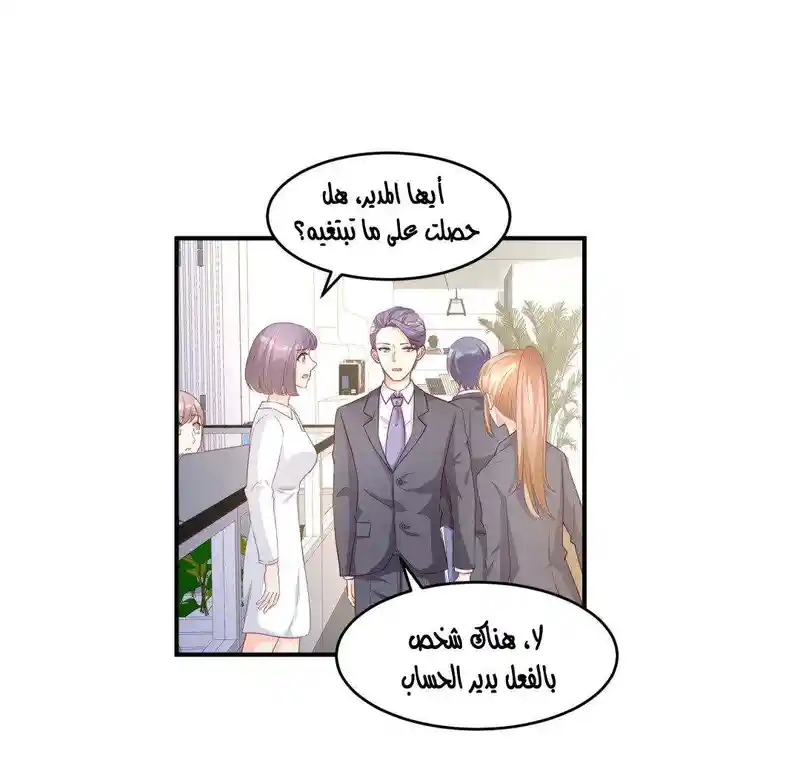 أيها المدير، هل
حصلت على ما تبتغيه؟
لا، هناك شخص
بالفعل يدير الحساب